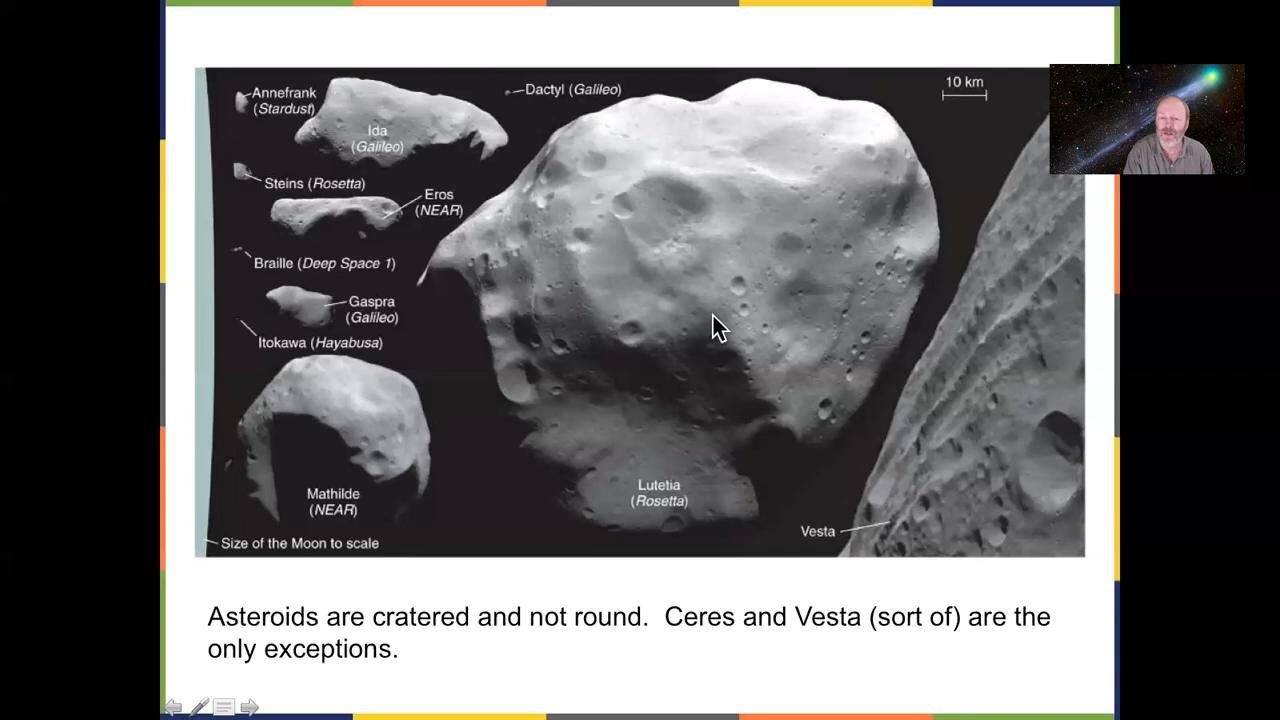 Annefrank
(Stardust)
Ida
(Galileo)
Dactyl (Galileo)
10 km
Steins (Rosetta)
Eros
(NEAR)
Braille (Deep Space 1)
Gaspra
(Galileo)
Itokawa (Hayabusa)
Mathilde
(NEAR)
Lutetia
(Rosetta)
Vesta
Size of the Moon to scale
Asteroids are cratered and not round.  Ceres and Vesta (sort of) are the
only exceptions.